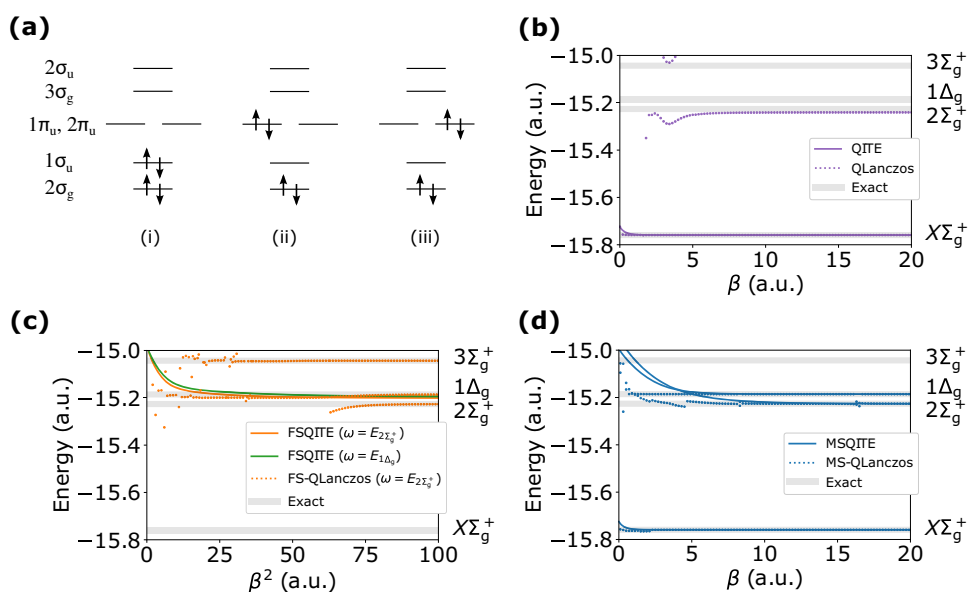 (a)
2σu
3σg
1πu, 2πu
1σu
2σg
(i) (ii) (iii)
(b)
Energy (a.u.)
−15.0
−15.2
−15.4
−15.6
−15.8
0 5 10 15 20
β (a.u.)
QITE
QLanczos
Exact
3Σg+
1Δg
2Σg+
XΣg+
(c)
Energy (a.u.)
−15.0
−15.2
−15.4
−15.6
−15.8
0 25 50 75 100
β² (a.u.)
FSQITE (ω = E2Σg+)
FSQITE (ω = E1Δg)
FS-QLanczos (ω = E2Σg+)
Exact
3Σg+
1Δg
2Σg+
XΣg+
(d)
Energy (a.u.)
−15.0
−15.2
−15.4
−15.6
−15.8
0 5 10 15 20
β (a.u.)
MSQITE
MS-QLanczos
Exact
3Σg+
1Δg
2Σg+
XΣg+